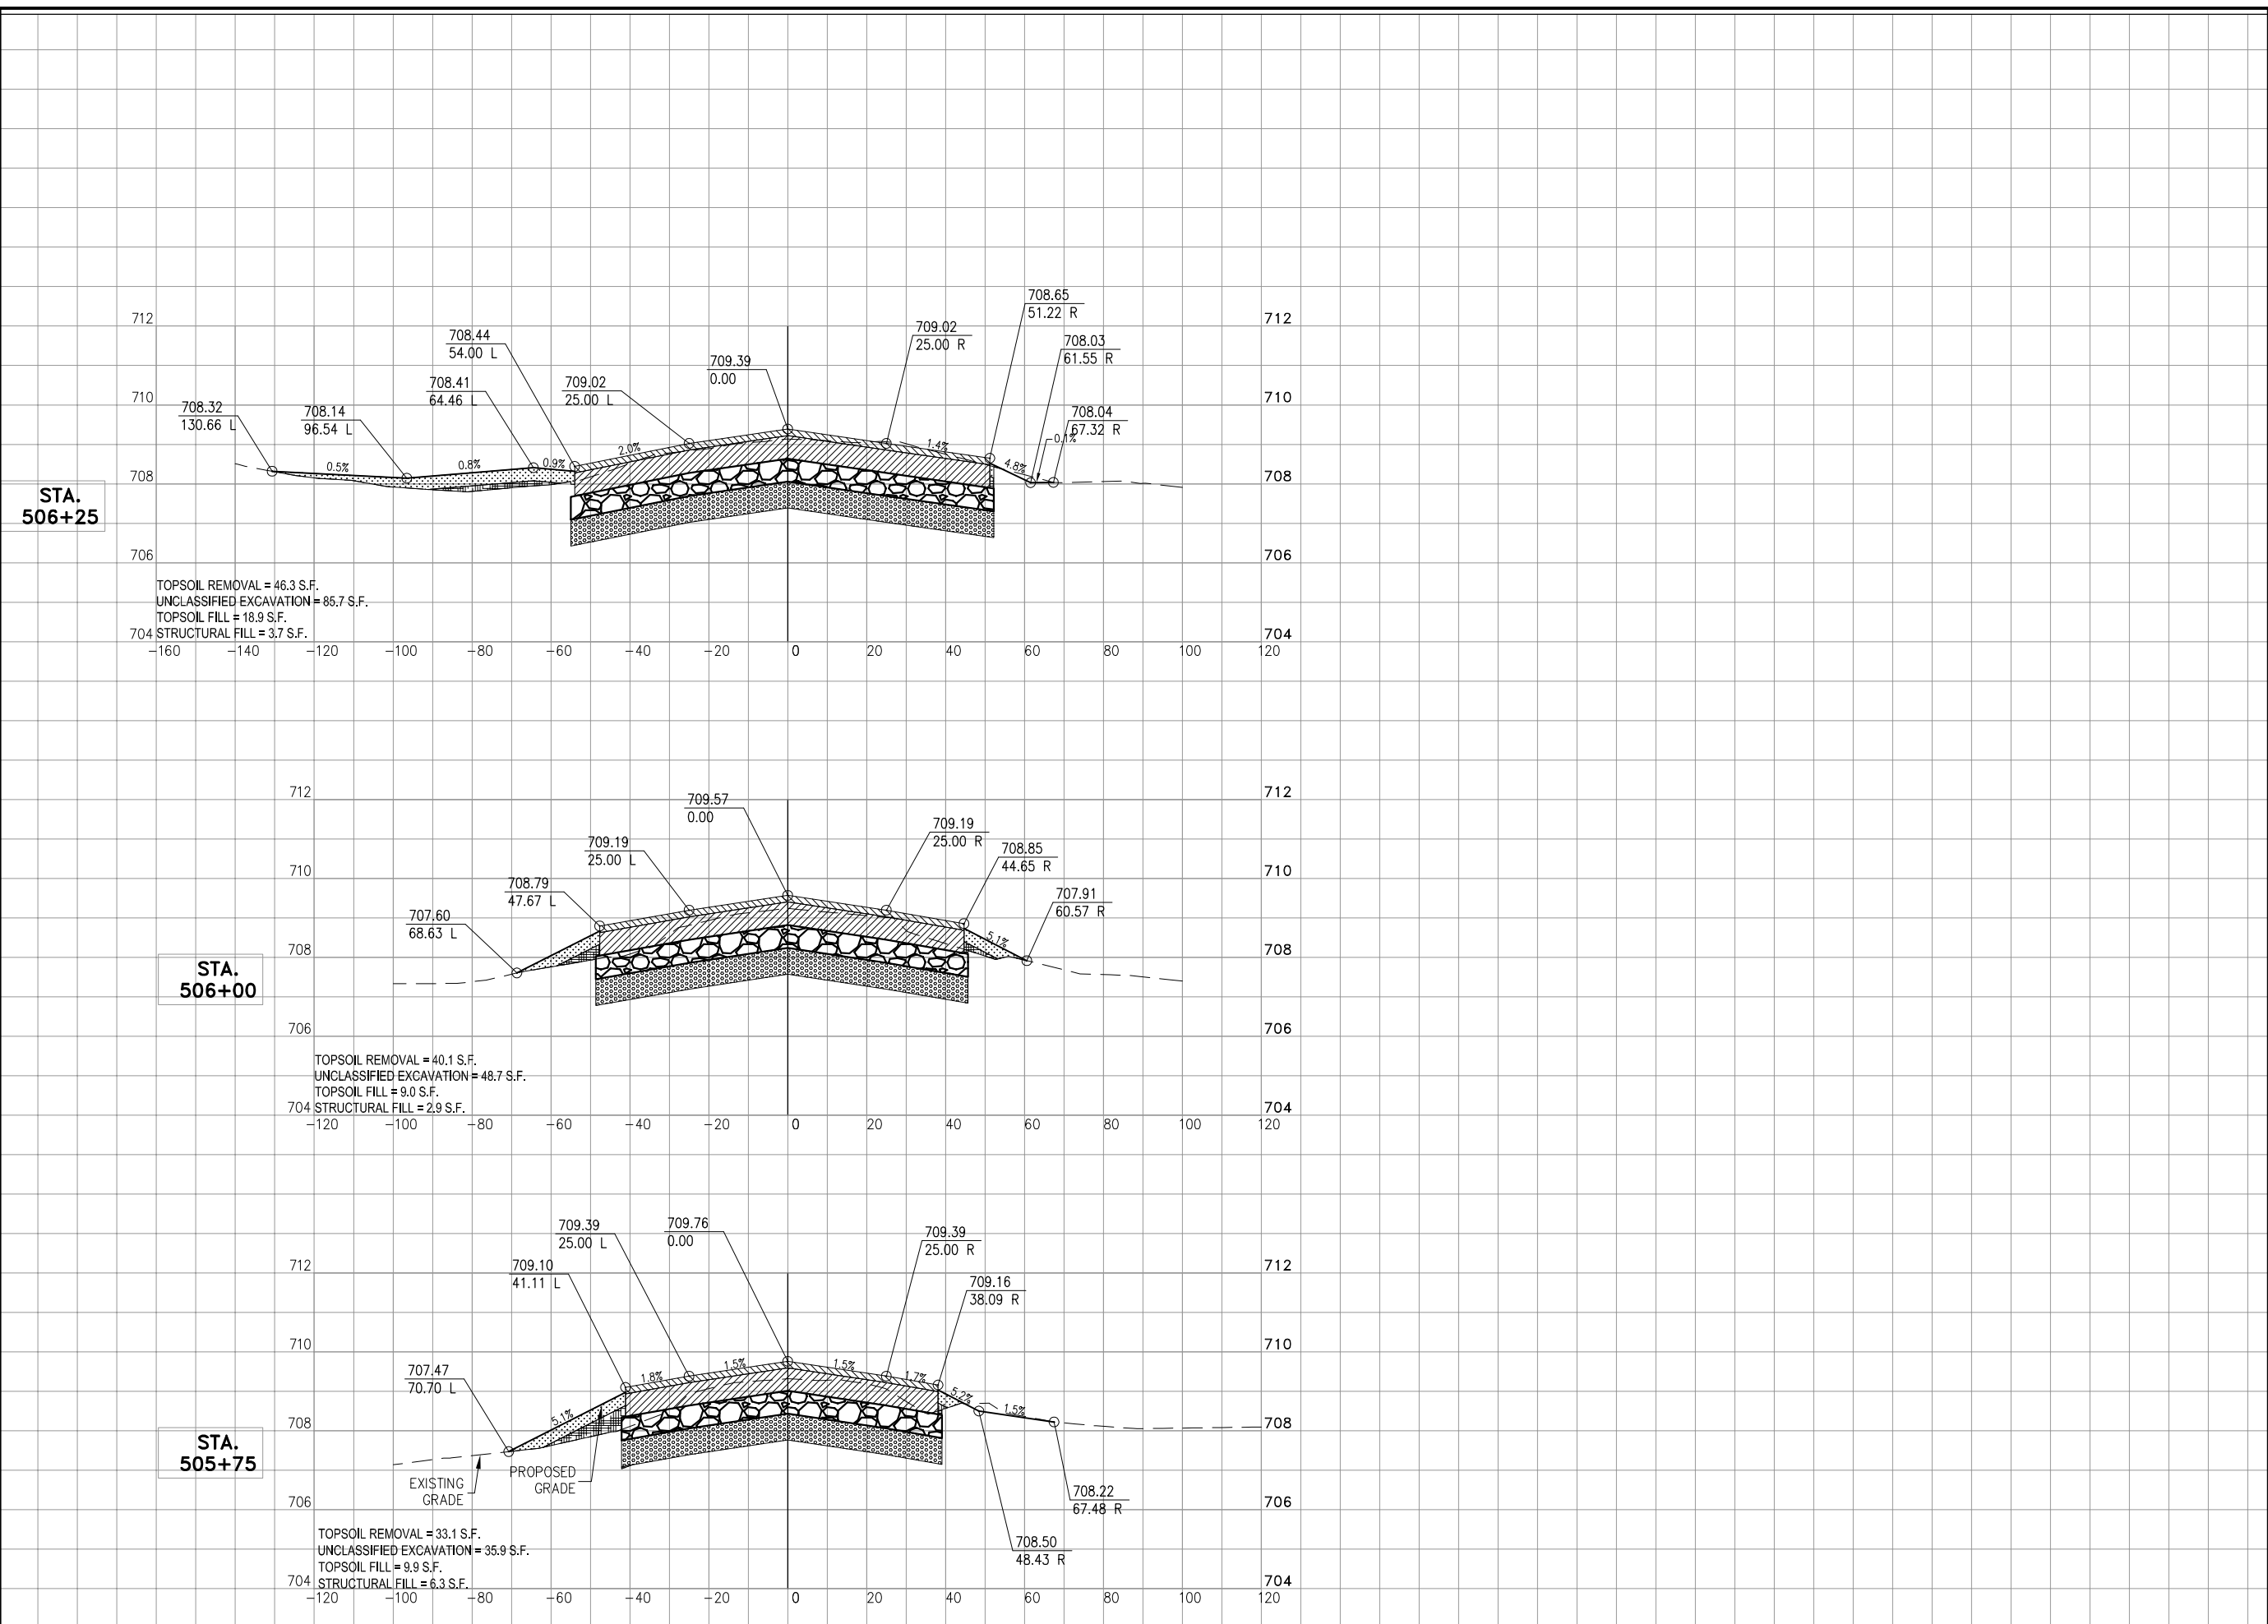 708.65
51.22 R
712
712
709.02
25.00 R
708.44
54.00 L
708.03
61.55 R
709.39
0.00
708.41
64.46 L
709.02
25.00 L
710
710
708.32
130.66 L
708.14
96.54 L
708.04
67.32 R
2.0%
1.4%
0.1%
0.5%
0.8%
0.9%
4.8%
708
708
STA.
506+25
706
706
TOPSOIL REMOVAL = 46.3 S.F.
UNCLASSIFIED EXCAVATION = 85.7 S.F.
TOPSOIL FILL = 18.9 S.F.
STRUCTURAL FILL = 3.7 S.F.
704
704
-160 -140 -120 -100 -80 -60 -40 -20 0 20 40 60 80 100 120
712
712
709.57
0.00
709.19
25.00 L
709.19
25.00 R
708.85
44.65 R
710
710
708.79
47.67 L
707.91
60.57 R
707.60
68.63 L
5.1%
708
708
STA.
506+00
706
706
TOPSOIL REMOVAL = 40.1 S.F.
UNCLASSIFIED EXCAVATION = 48.7 S.F.
TOPSOIL FILL = 9.0 S.F.
STRUCTURAL FILL = 2.9 S.F.
704
704
-120 -100 -80 -60 -40 -20 0 20 40 60 80 100 120
709.39
25.00 L
709.76
0.00
709.39
25.00 R
712
712
709.10
41.11 L
709.16
38.09 R
710
710
707.47
70.70 L
1.8%
1.5%
1.5%
1.7%
5.2%
1.5%
5.1%
708
708
STA.
505+75
EXISTING
GRADE
PROPOSED
GRADE
708.22
67.48 R
706
706
TOPSOIL REMOVAL = 33.1 S.F.
UNCLASSIFIED EXCAVATION = 35.9 S.F.
TOPSOIL FILL = 9.9 S.F.
STRUCTURAL FILL = 6.3 S.F.
708.50
48.43 R
704
704
-120 -100 -80 -60 -40 -20 0 20 40 60 80 100 120